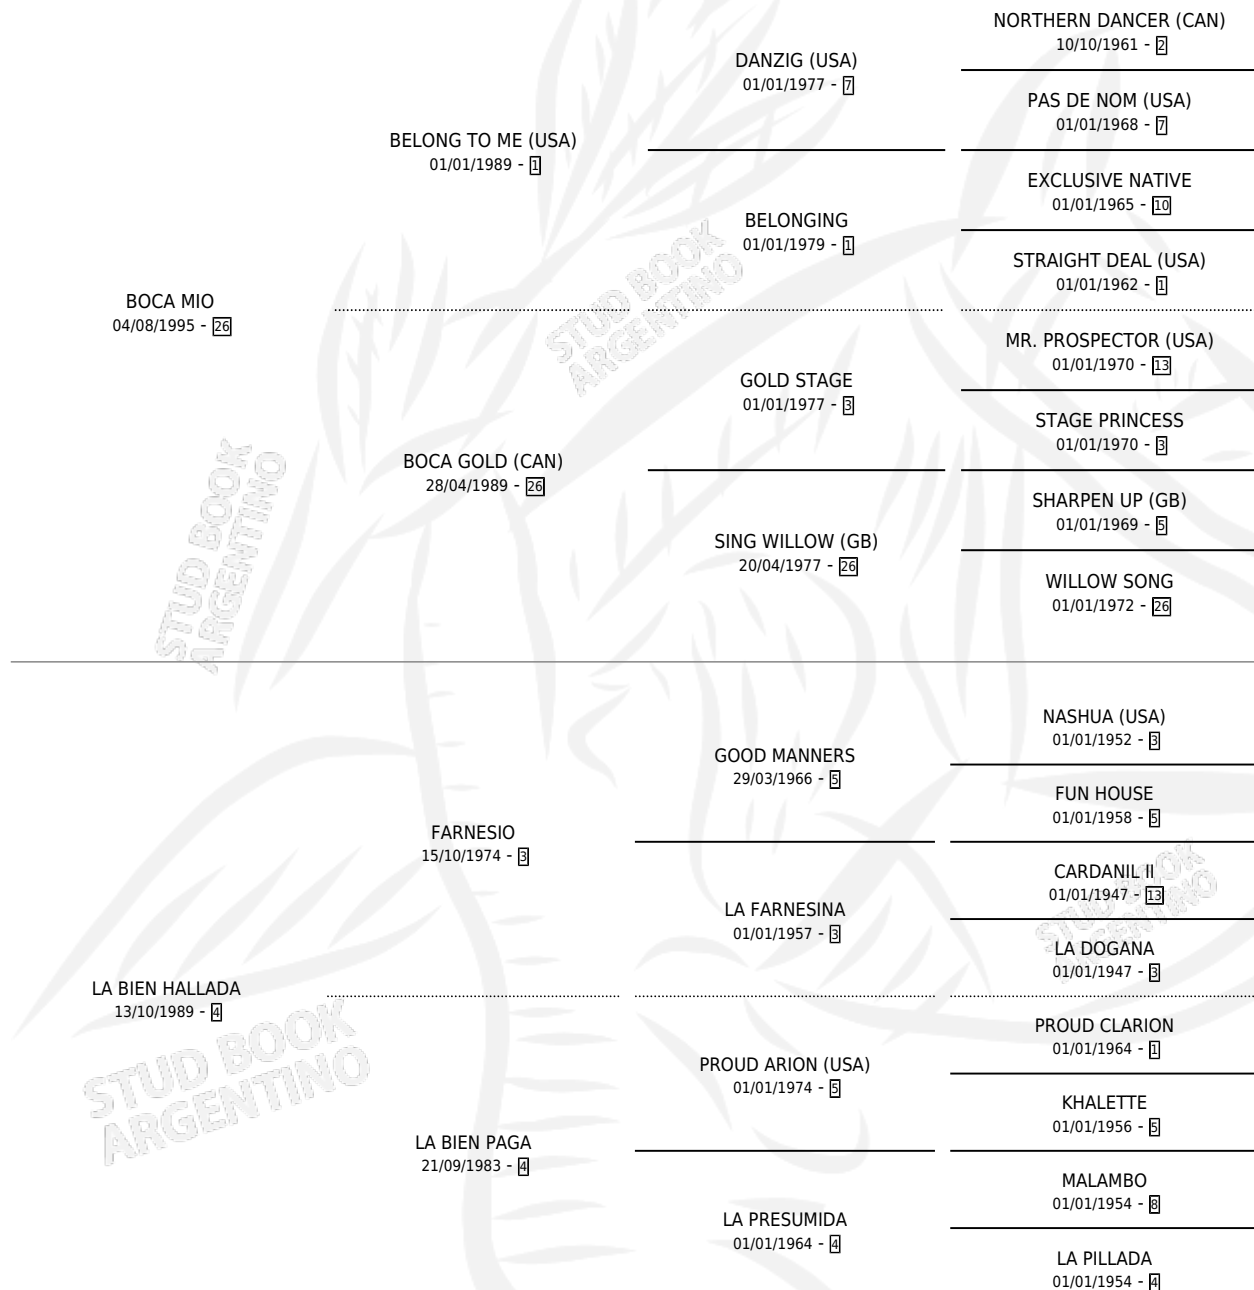 NORTHERN DANCER (CAN)
10/10/1961 - 2
DANZIG (USA)
01/01/1977 - 7
PAS DE NOM (USA)
01/01/1968 - 7
BELONG TO ME (USA)
01/01/1989 - 1
EXCLUSIVE NATIVE
01/01/1965 - 10
BELONGING
01/01/1979 - 1
STRAIGHT DEAL (USA)
01/01/1962 - 1
BOCA MIO
04/08/1995 - 26
STUD BOOK
ARGENTINO
MR. PROSPECTOR (USA)
01/01/1970 - 13
GOLD STAGE
01/01/1977 - 3
STAGE PRINCESS
01/01/1970 - 3
BOCA GOLD (CAN)
28/04/1989 - 26
SHARPEN UP (GB)
01/01/1969 - 5
SING WILLOW (GB)
20/04/1977 - 26
WILLOW SONG
01/01/1972 - 26
STUD BOOK
ARGENTINO
NASHUA (USA)
01/01/1952 - 3
GOOD MANNERS
29/03/1966 - 5
FUN HOUSE
01/01/1958 - 5
FARNESIO
15/10/1974 - 3
CARDANIL II
01/01/1947 - 13
LA FARNESINA
01/01/1957 - 3
STUD BOOK
ARGENTINO
LA DOGANA
01/01/1947 - 3
LA BIEN HALLADA
13/10/1989 - 4
PROUD CLARION
01/01/1964 - 1
PROUD ARION (USA)
01/01/1974 - 5
STUD BOOK
ARGENTINO
KHALETTE
01/01/1956 - 5
LA BIEN PAGA
21/09/1983 - 4
MALAMBO
01/01/1954 - 8
LA PRESUMIDA
01/01/1964 - 4
LA PILLADA
01/01/1954 - 4